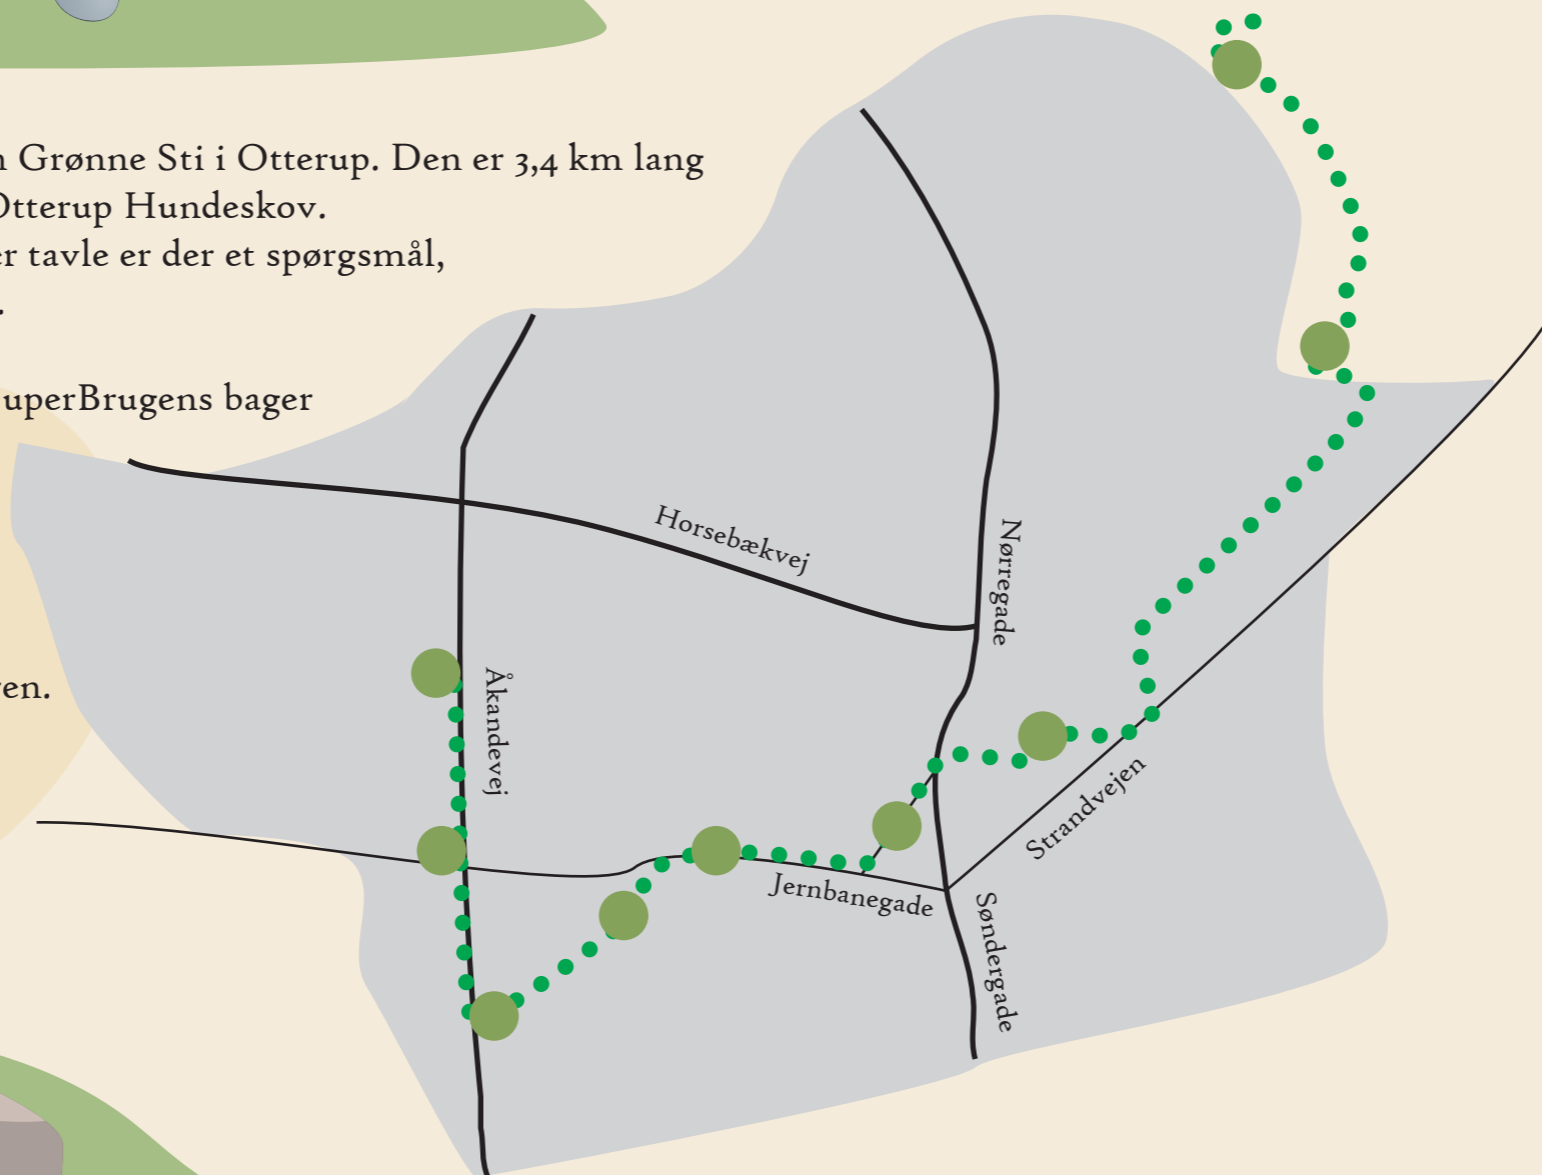 n Grønne Sti i Otterup. Den er 3,4 km lang
Otterup Hundeskov.
er tavle er der et spørgsmål,
.
uperBrugens bager
Horsebækvej
Nørregade
Åkandevej
en.
Strandvejen
Jernbanegade
Søndergade